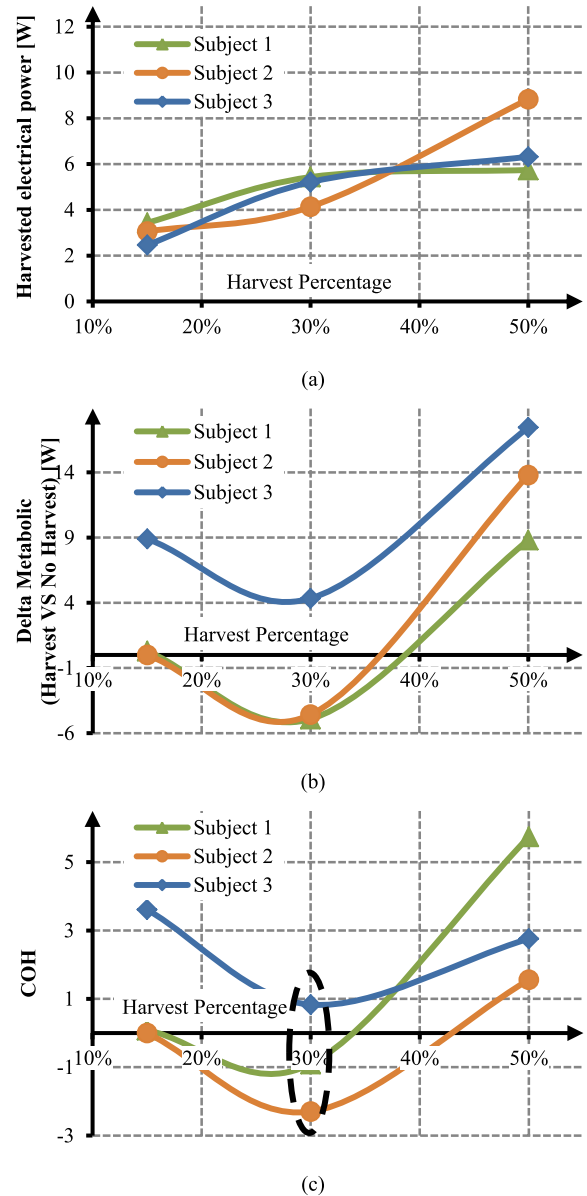 Harvested electrical power [W]
12
10
8
6
4
2
0
Subject 1
Subject 2
Subject 3
Harvest Percentage
10% 20% 30% 40% 50%
(a)
Delta Metabolic
(Harvest VS No Harvest) [W]
14
9
4
-1
-6
Subject 1
Subject 2
Subject 3
Harvest Percentage
10% 20% 30% 40% 50%
(b)
COH
5
3
1
-1
-3
Subject 1
Subject 2
Subject 3
Harvest Percentage
10% 20% 30% 40% 50%
(c)